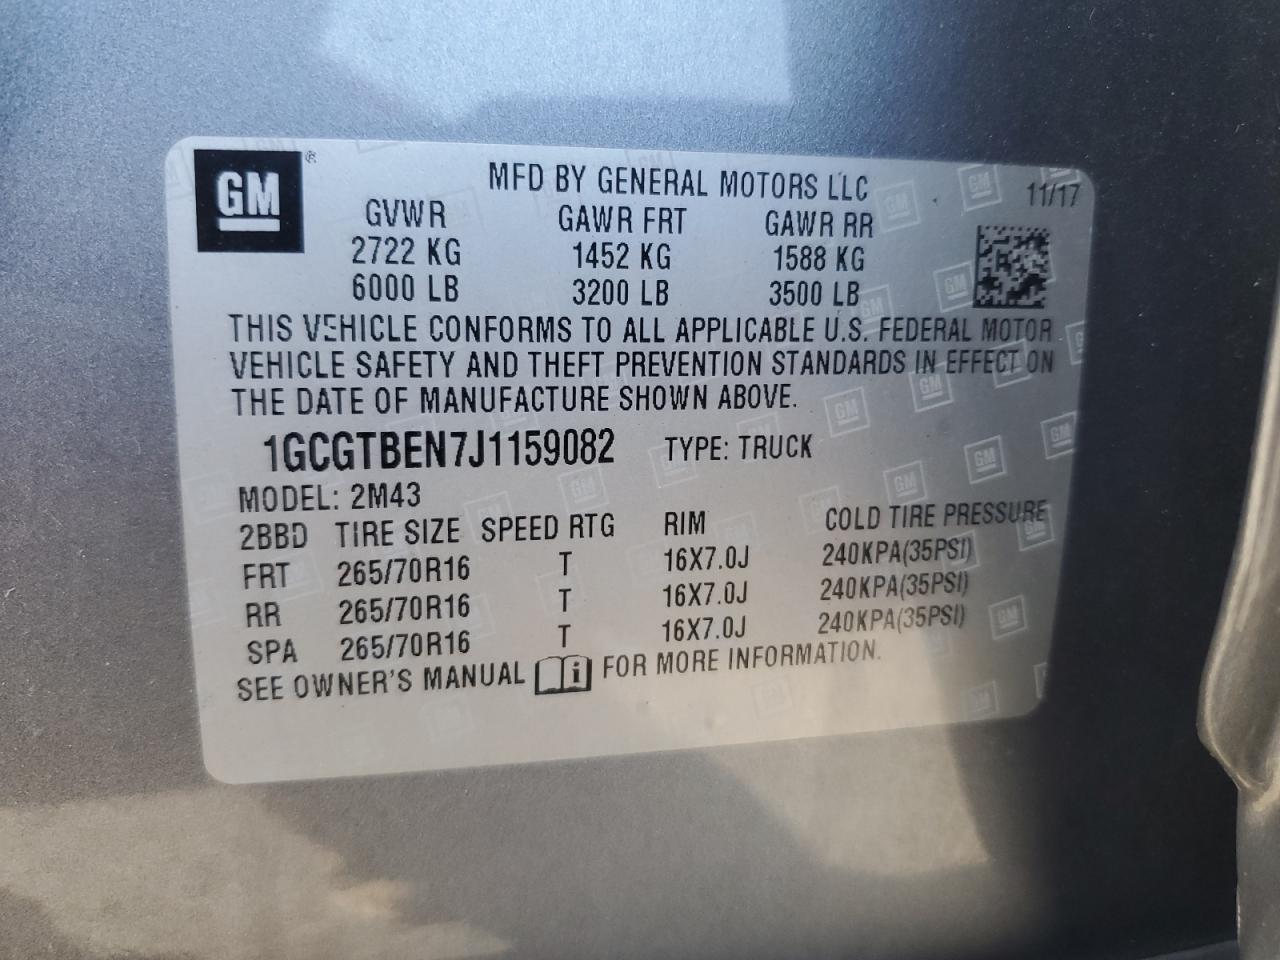 GM ®
MFD BY GENERAL MOTORS LLC 11/17
GVWR GAWR FRT GAWR RR
2722 KG 1452 KG 1588 KG
6000 LB 3200 LB 3500 LB
THIS VEHICLE CONFORMS TO ALL APPLICABLE U.S. FEDERAL MOTOR
VEHICLE SAFETY AND THEFT PREVENTION STANDARDS IN EFFECT ON
THE DATE OF MANUFACTURE SHOWN ABOVE.
1GCGTBEN7J1159082 TYPE: TRUCK
MODEL: 2M43
2BBD TIRE SIZE SPEED RTG RIM COLD TIRE PRESSURE
FRT 265/70R16 T 16X7.0J 240KPA(35PSI)
RR 265/70R16 T 16X7.0J 240KPA(35PSI)
SPA 265/70R16 T 16X7.0J 240KPA(35PSI)
SEE OWNER'S MANUAL i FOR MORE INFORMATION.